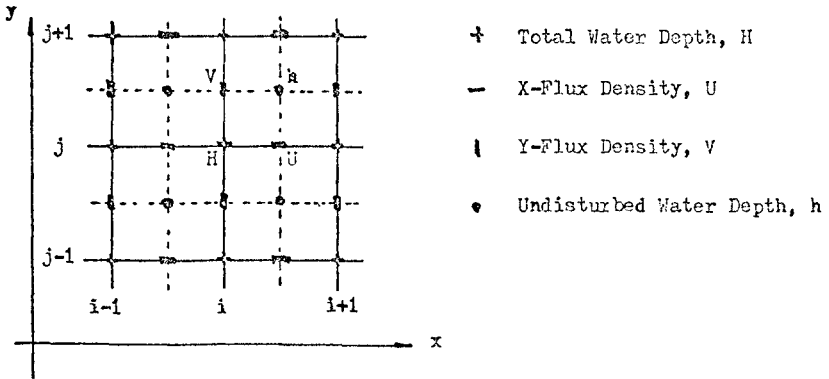 y
j+1
V h
j
H U
j-1
i-1 i i+1
x
Total Water Depth, H
X-Flux Density, U
Y-Flux Density, V
Undisturbed Water Depth, h